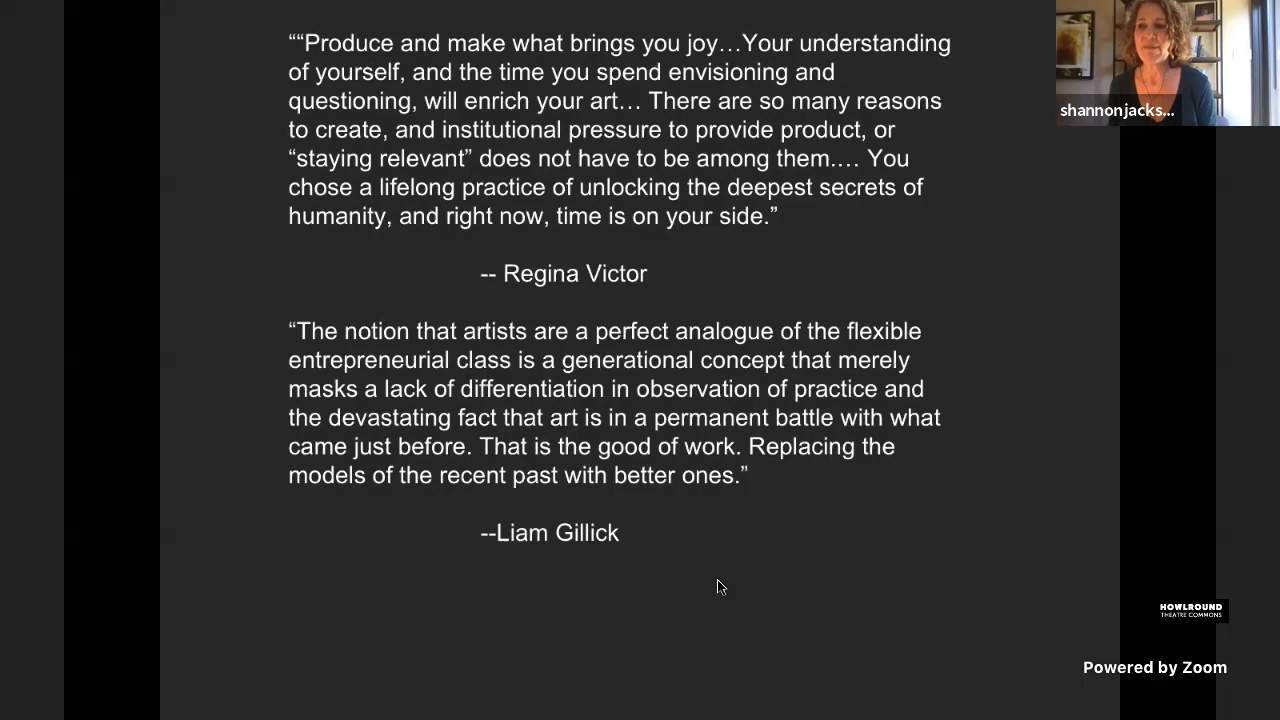 ““Produce and make what brings you joy…Your understanding
of yourself, and the time you spend envisioning and
questioning, will enrich your art… There are so many reasons
to create, and institutional pressure to provide product, or
“staying relevant” does not have to be among them.… You
chose a lifelong practice of unlocking the deepest secrets of
humanity, and right now, time is on your side.”
-- Regina Victor
“The notion that artists are a perfect analogue of the flexible
entrepreneurial class is a generational concept that merely
masks a lack of differentiation in observation of practice and
the devastating fact that art is in a permanent battle with what
came just before. That is the good of work. Replacing the
models of the recent past with better ones.”
--Liam Gillick
shannonjacks...
HOWLROUND
THEATRE COMMONS
Powered by Zoom